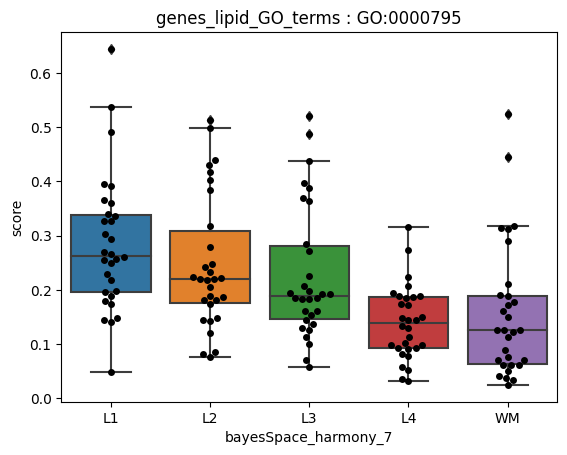 genes_lipid_GO_terms : GO:0000795
score
0.6
0.5
0.4
0.3
0.2
0.1
0.0
L1 L2 L3 L4 WM
bayesSpace_harmony_7